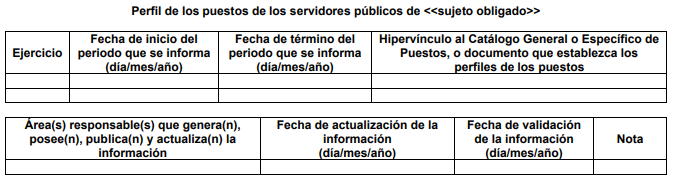 Perfil de los puestos de los servidores públicos de <<sujeto obligado>>
Ejercicio
Fecha de inicio del
periodo que se informa
(día/mes/año)
Fecha de término del
periodo que se informa
(día/mes/año)
Hipervínculo al Catálogo General o Específico de
Puestos, o documento que establezca los
perfiles de los puestos
Área(s) responsable(s) que genera(n),
posee(n), publica(n) y actualiza(n) la
información
Fecha de actualización de la
información
(día/mes/año)
Fecha de validación
de la información
(día/mes/año)
Nota